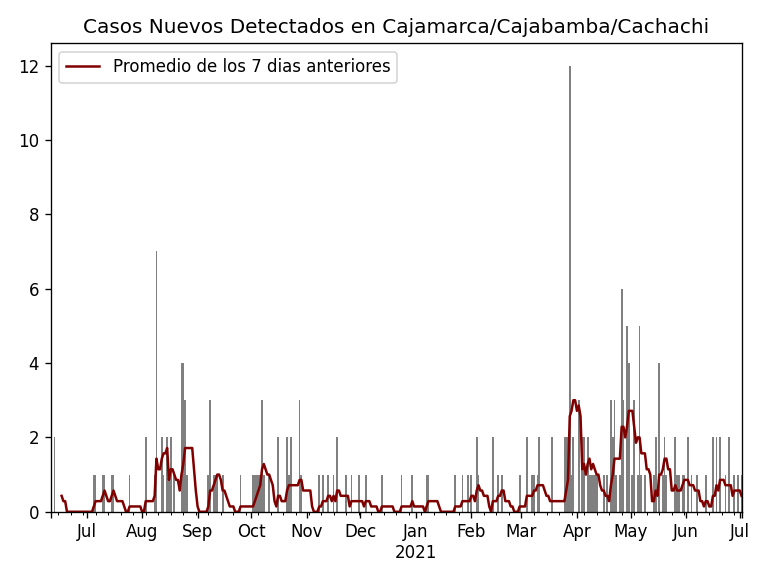 Casos Nuevos Detectados en Cajamarca/Cajabamba/Cachachi
Promedio de los 7 dias anteriores
12
10
8
6
4
2
0
Jul Aug Sep Oct Nov Dec Jan Feb Mar Apr May Jun Jul
2021